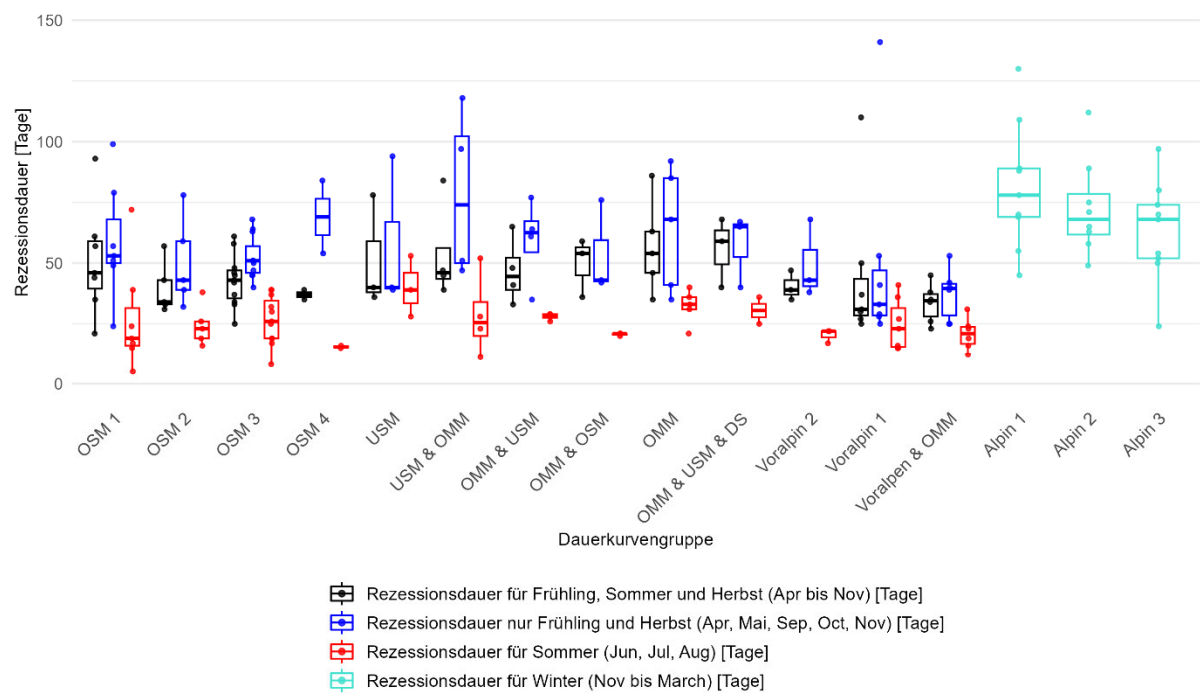 150
100
50
0
Rezessionsdauer [Tage]
OSM 1
OSM 2
OSM 3
OSM 4
USM
USM & OMM
OMM & USM
OMM & OSM
OMM
OMM & USM & DS
Voralpin 2
Voralpin 1
Voralpen & OMM
Alpin 1
Alpin 2
Alpin 3
Dauerkurvengruppe
Rezessionsdauer für Frühling, Sommer und Herbst (Apr bis Nov) [Tage]
Rezessionsdauer nur Frühling und Herbst (Apr, Mai, Sep, Oct, Nov) [Tage]
Rezessionsdauer für Sommer (Jun, Jul, Aug) [Tage]
Rezessionsdauer für Winter (Nov bis March) [Tage]